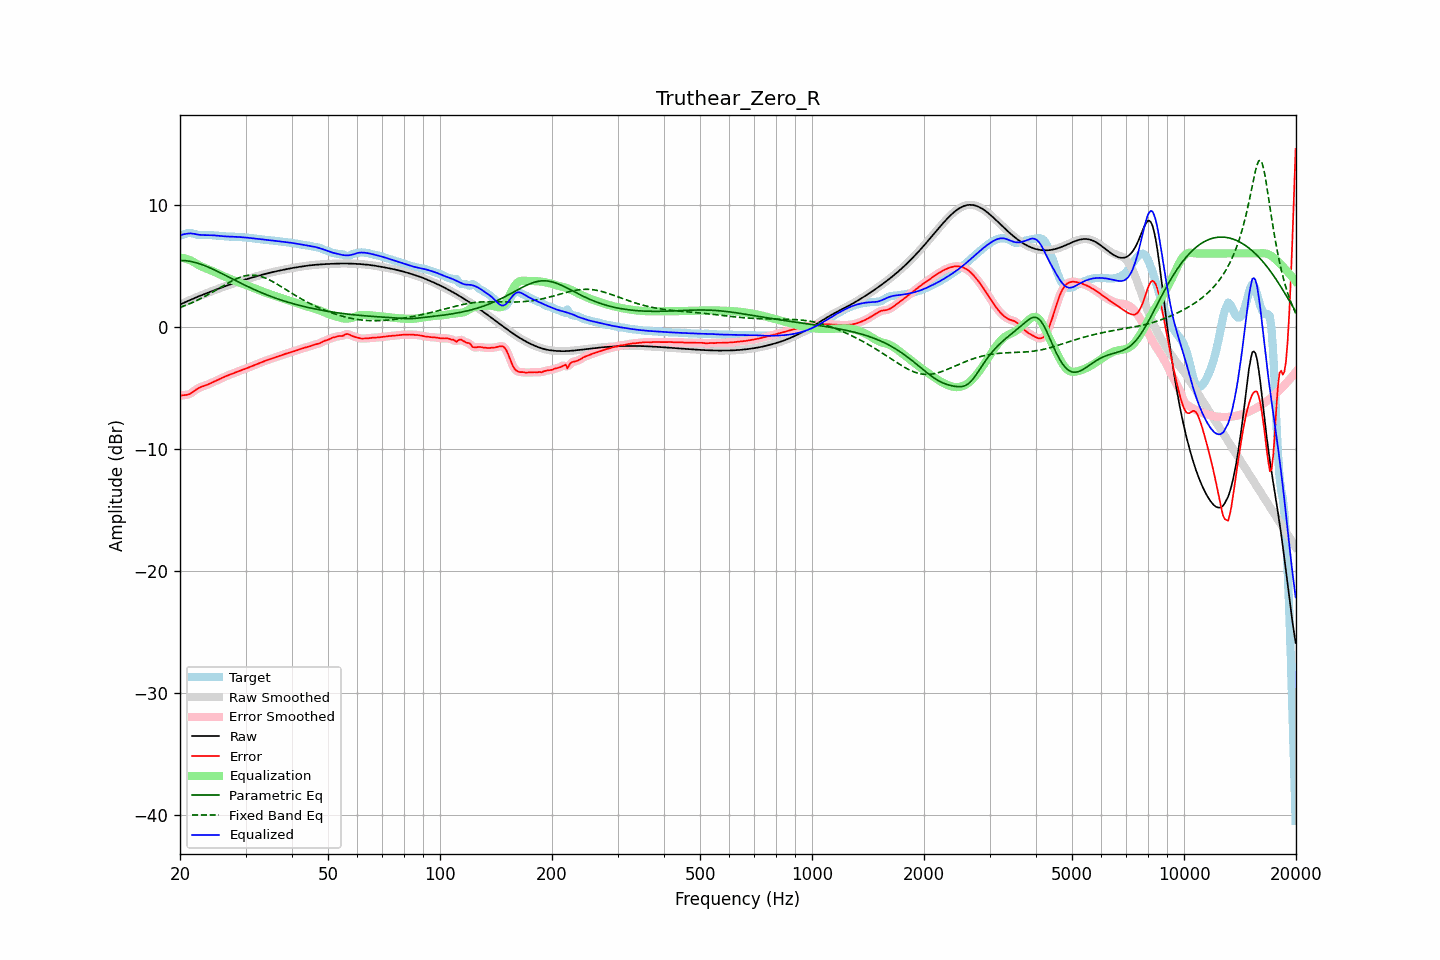 Truthear_Zero_R
Amplitude (dBr)
10
0
−10
−20
−30
−40
Target
Raw Smoothed
Error Smoothed
Raw
Error
Equalization
Parametric Eq
Fixed Band Eq
Equalized
20 50 100 200 500 1000 2000 5000 10000 20000
Frequency (Hz)